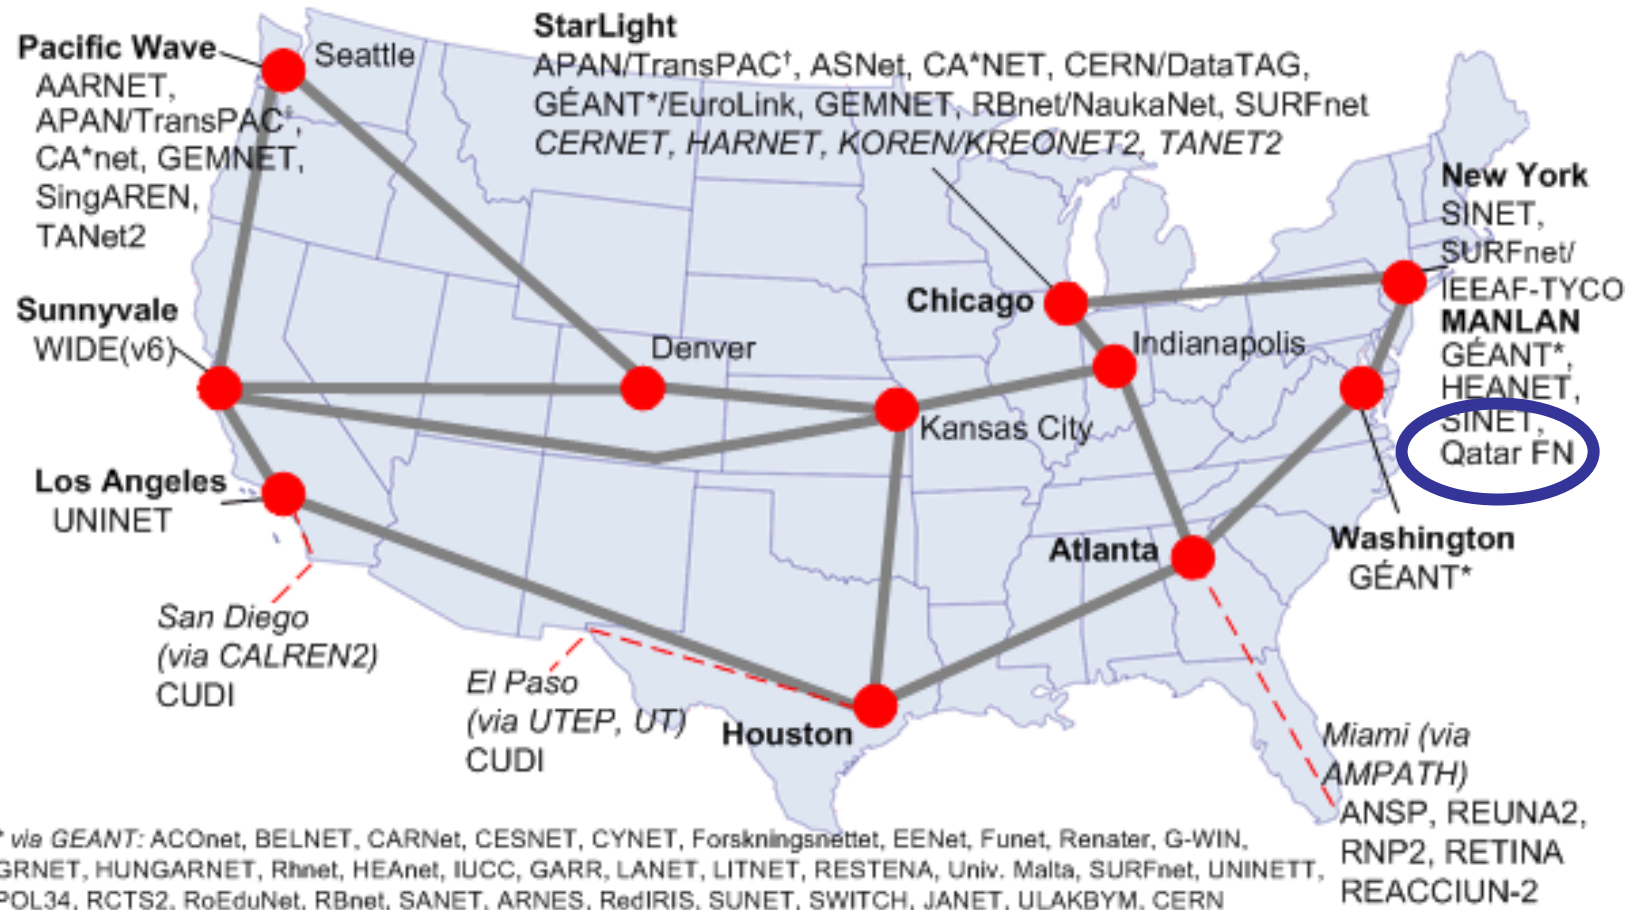 Pacific Wave
AARNET,
APAN/TransPAC†,
CA*net, GEMNET,
SingAREN,
TANet2
Seattle
StarLight
APAN/TransPAC†, ASNet, CA*NET, CERN/DataTAG,
GÉANT*/EuroLink, GEMNET, RBnet/NaukaNet, SURFnet
CERNET, HARNET, KOREN/KREONET2, TANET2
New York
SINET,
SURFnet/
IEEAF-TYCO
MANLAN
GÉANT*,
HEANET,
SINET,
Qatar FN
Sunnyvale
WIDE(v6)
Denver
Chicago
Indianapolis
Kansas City
Los Angeles
UNINET
Atlanta
Washington
GÉANT*
San Diego
(via CALREN2)
CUDI
El Paso
(via UTEP, UT)
CUDI
Houston
Miami (via
AMPATH)
ANSP, REUNA2,
RNP2, RETINA
REACCIUN-2
* via GEANT: ACOnet, BELNET, CARNet, CESNET, CYNET, Forskningsnettet, EENet, Funet, Renater, G-WIN,
GRNET, HUNGARNET, Rhnet, HEAnet, IUCC, GARR, LANET, LITNET, RESTENA, Univ. Malta, SURFnet, UNINETT,
POL34, RCTS2, RoEduNet, RBnet, SANET, ARNES, RedIRIS, SUNET, SWITCH, JANET, ULAKBYM, CERN